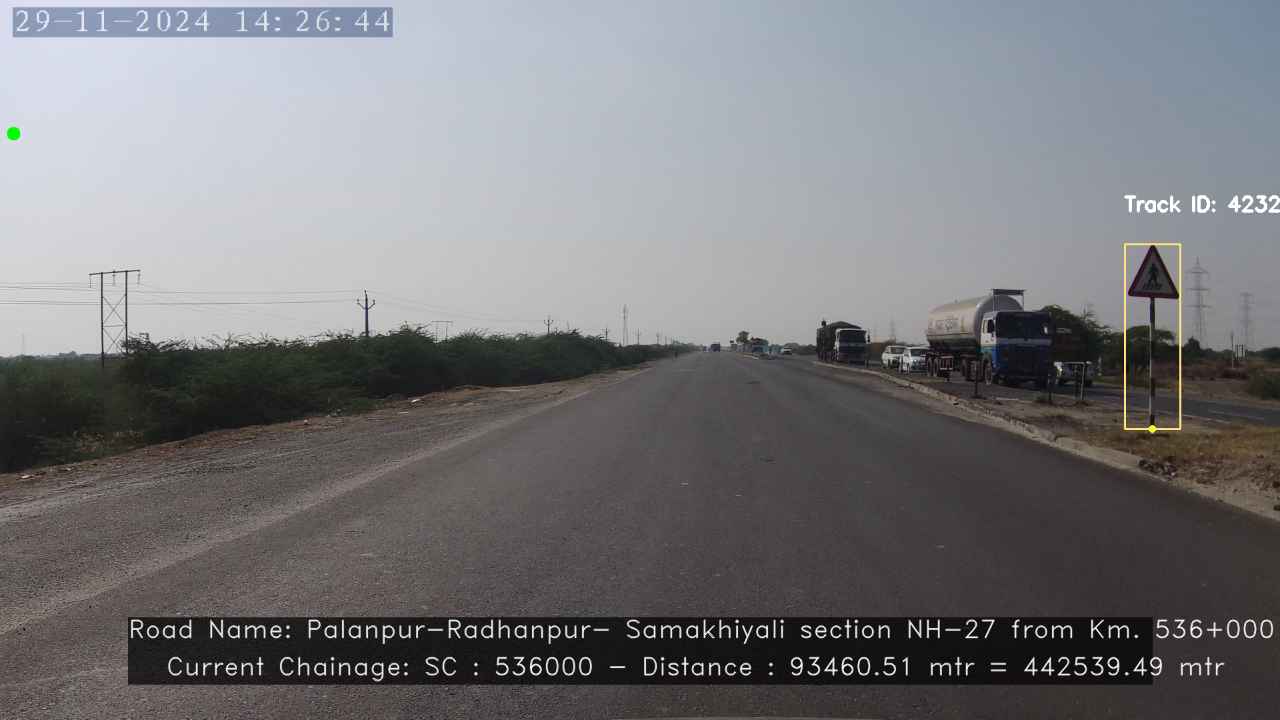 29-11-2024 14:26:44
Track ID: 4232
Road Name: Palanpur-Radhanpur- Samakhiyali section NH-27 from Km. 536+000
Current Chainage: SC : 536000 - Distance : 93460.51 mtr = 442539.49 mtr